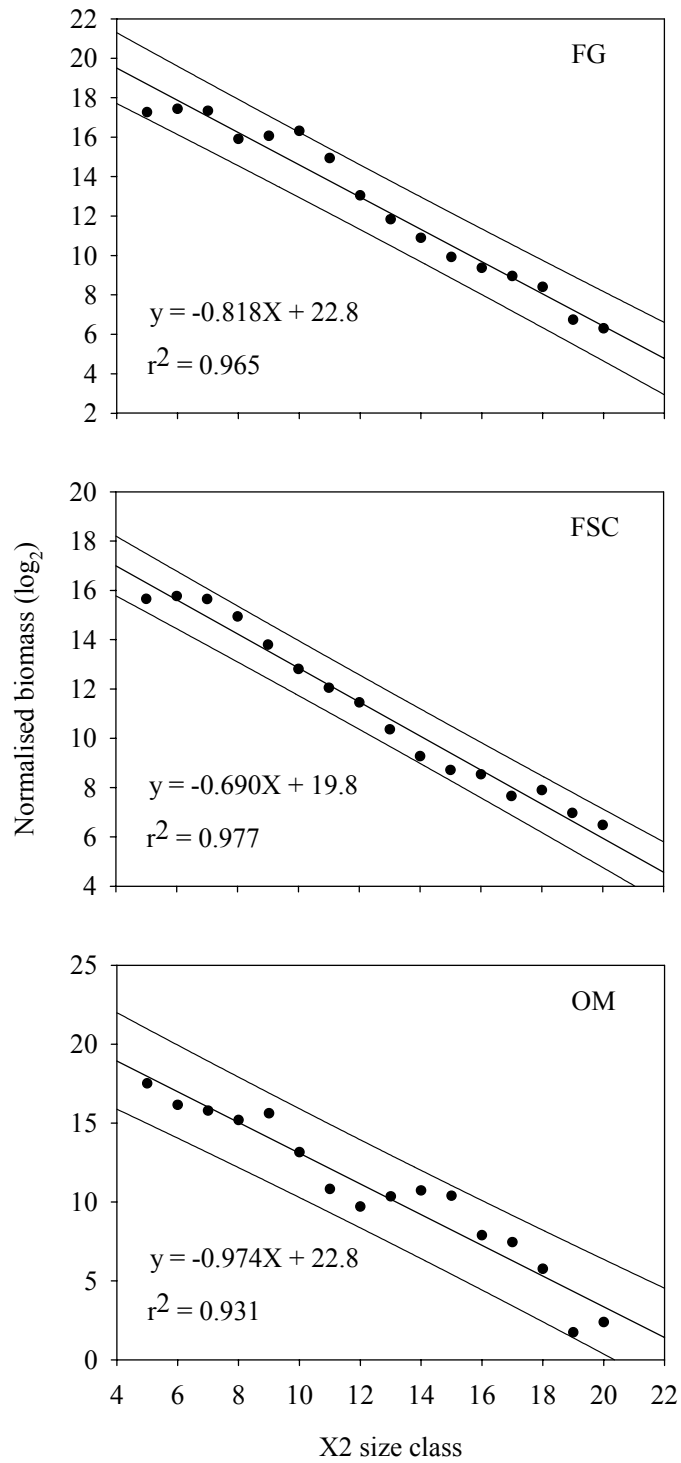 22
20
18
16
14
12
10
8
6
4
2
FG
y = -0.818X + 22.8
r2 = 0.965
20
18
16
14
12
10
8
6
4
FSC
y = -0.690X + 19.8
r2 = 0.977
Normalised biomass (log2)
25
20
15
10
5
0
OM
y = -0.974X + 22.8
r2 = 0.931
4 6 8 10 12 14 16 18 20 22
X2 size class